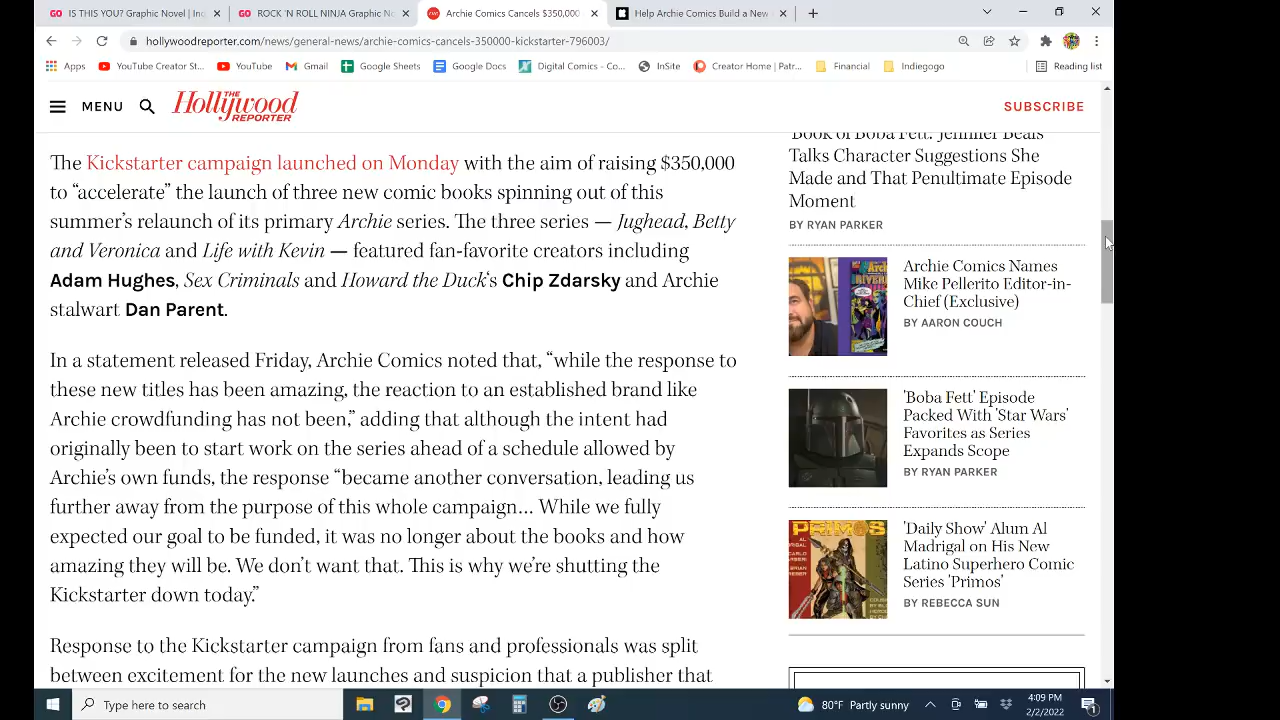 IS THIS YOU? Graphic Novel | Inc
ROCK 'N ROLL NINJA Graphic No
Archie Comics Cancels $350,000
Help Archie Comics Build a New
hollywoodreporter.com/news/general-news/archie-comics-cancels-350000-kickstarter-796003/
Apps
YouTube Creator St...
YouTube
Gmail
Google Sheets
Google Docs
Digital Comics - Co...
InSite
Creator Home | Patr...
Financial
Indiegogo
Reading list
MENU
THE Hollywood REPORTER
SUBSCRIBE
The Kickstarter campaign launched on Monday with the aim of raising $350,000
to “accelerate” the launch of three new comic books spinning out of this
summer’s relaunch of its primary Archie series. The three series — Jughead, Betty
and Veronica and Life with Kevin — featured fan-favorite creators including
Adam Hughes, Sex Criminals and Howard the Duck‘s Chip Zdarsky and Archie
stalwart Dan Parent.
In a statement released Friday, Archie Comics noted that, “while the response to
these new titles has been amazing, the reaction to an established brand like
Archie crowdfunding has not been,” adding that although the intent had
originally been to start work on the series ahead of a schedule allowed by
Archie’s own funds, the response “became another conversation, leading us
further away from the purpose of this whole campaign… While we fully
expected our goal to be funded, it was no longer about the books and how
amazing they will be. We don’t want that. This is why we’re shutting the
Kickstarter down today.”
Response to the Kickstarter campaign from fans and professionals was split
between excitement for the new launches and suspicion that a publisher that
'Book of Boba Fett: Jennifer Beals
Talks Character Suggestions She
Made and That Penultimate Episode
Moment
BY RYAN PARKER
Archie Comics Names
Mike Pellerito Editor-in-
Chief (Exclusive)
BY AARON COUCH
'Boba Fett' Episode
Packed With 'Star Wars'
Favorites as Series
Expands Scope
BY RYAN PARKER
PRIMOS
'Daily Show' Alum Al
Madrigal on His New
Latino Superhero Comic
Series 'Primos'
BY REBECCA SUN
Type here to search
80°F Partly sunny
4:09 PM
2/2/2022
1